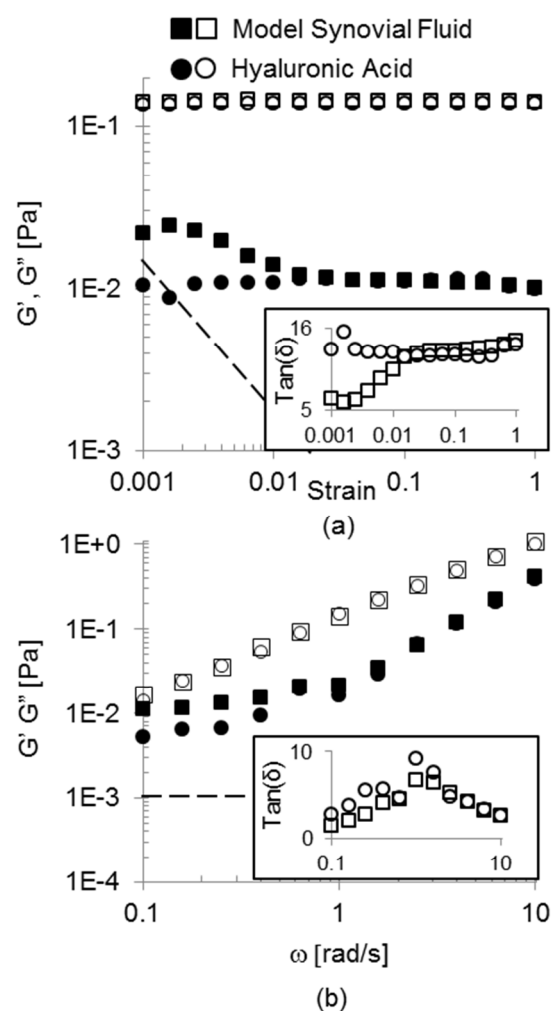 Model Synovial Fluid
Hyaluronic Acid
G', G" [Pa]
1E-1
1E-2
1E-3
0.001
0.01
0.1
1
Strain
Tan(δ)
16
5
0.001
0.01
0.1
1
(a)
G' G" [Pa]
1E+0
1E-1
1E-2
1E-3
1E-4
0.1
1
10
ω [rad/s]
Tan(δ)
10
0
0.1
10
(b)